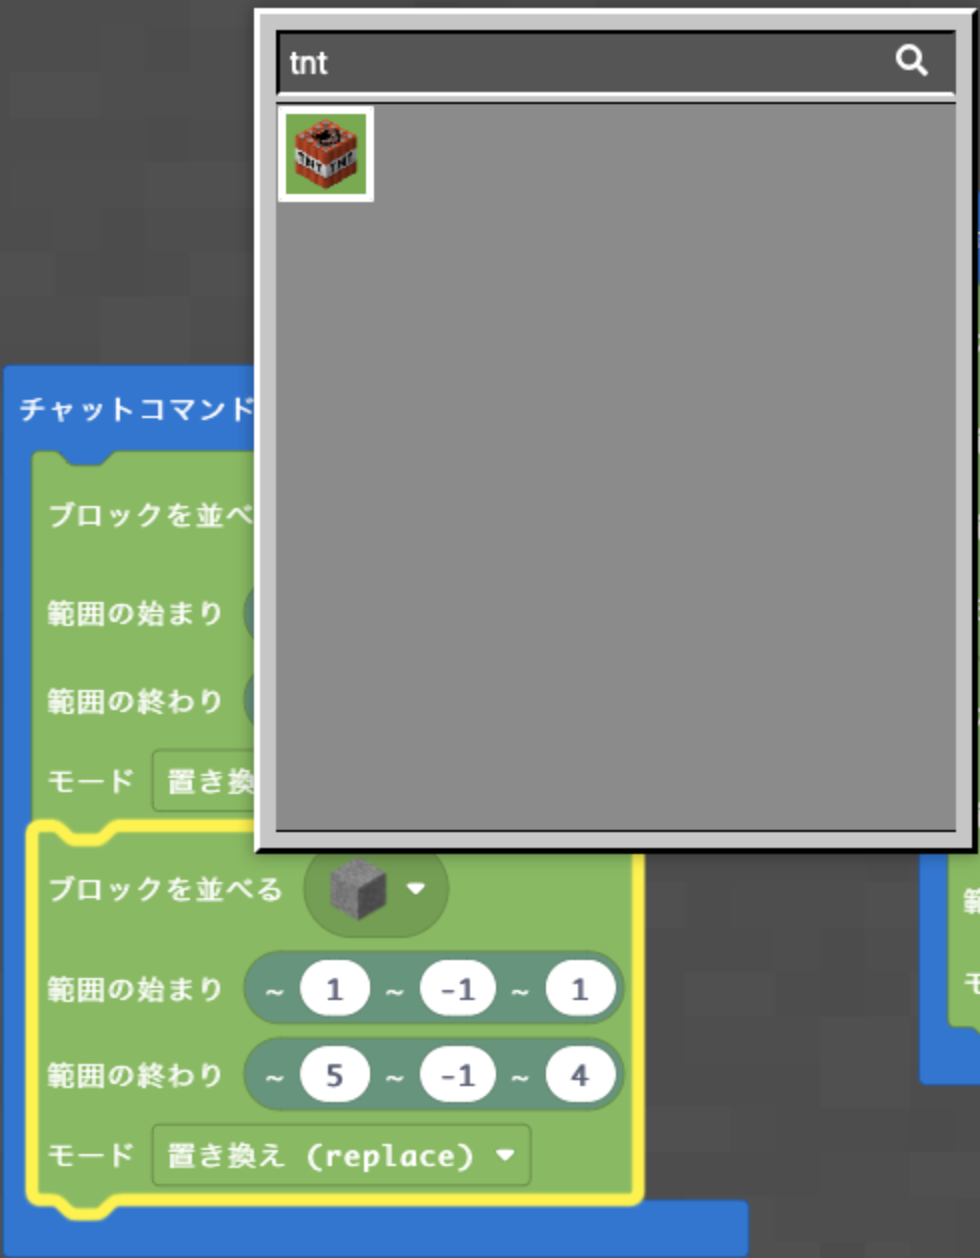 tnt
TNT TNT
チャットコマンド
ブロックを並べ
範囲の始まり
範囲の終わり
モード 置き換
ブロックを並べる
範囲の始まり ~ 1 ~ -1 ~ 1
範囲の終わり ~ 5 ~ -1 ~ 4
モード 置き換え (replace)